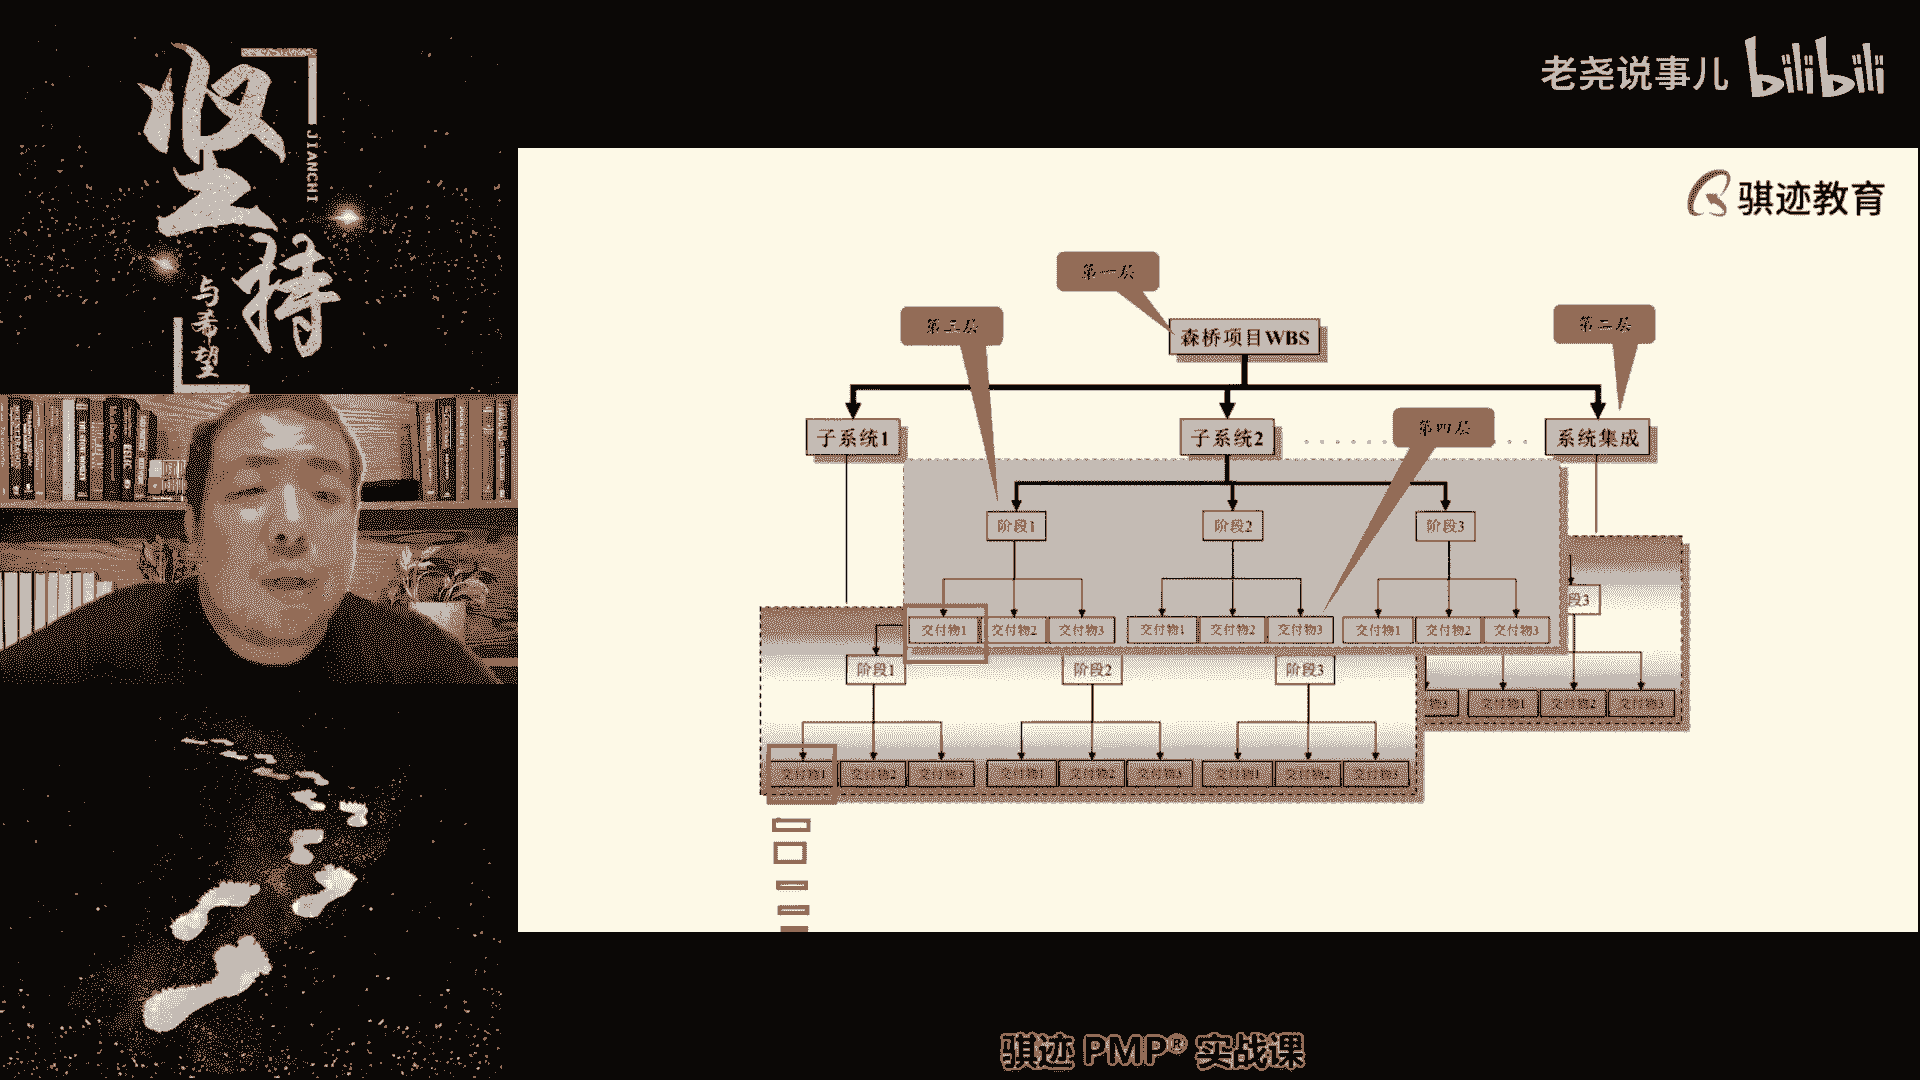 坚持
JIANCHI
与希望
老尧说事儿 bilibili
骐迹教育
第一层
第三层
第二层
森桥项目WBS
子系统1
子系统2
第四层
系统集成
阶段1
阶段2
阶段3
段3
交付物1
交付物2
交付物3
交付物1
交付物2
交付物3
交付物1
交付物2
交付物3
阶段1
阶段2
阶段3
物3
交付物1
交付物2
交付物3
交付物1
交付物2
交付物3
交付物1
交付物2
交付物3
交付物1
交付物2
交付物3
骐迹 PMP® 实战课